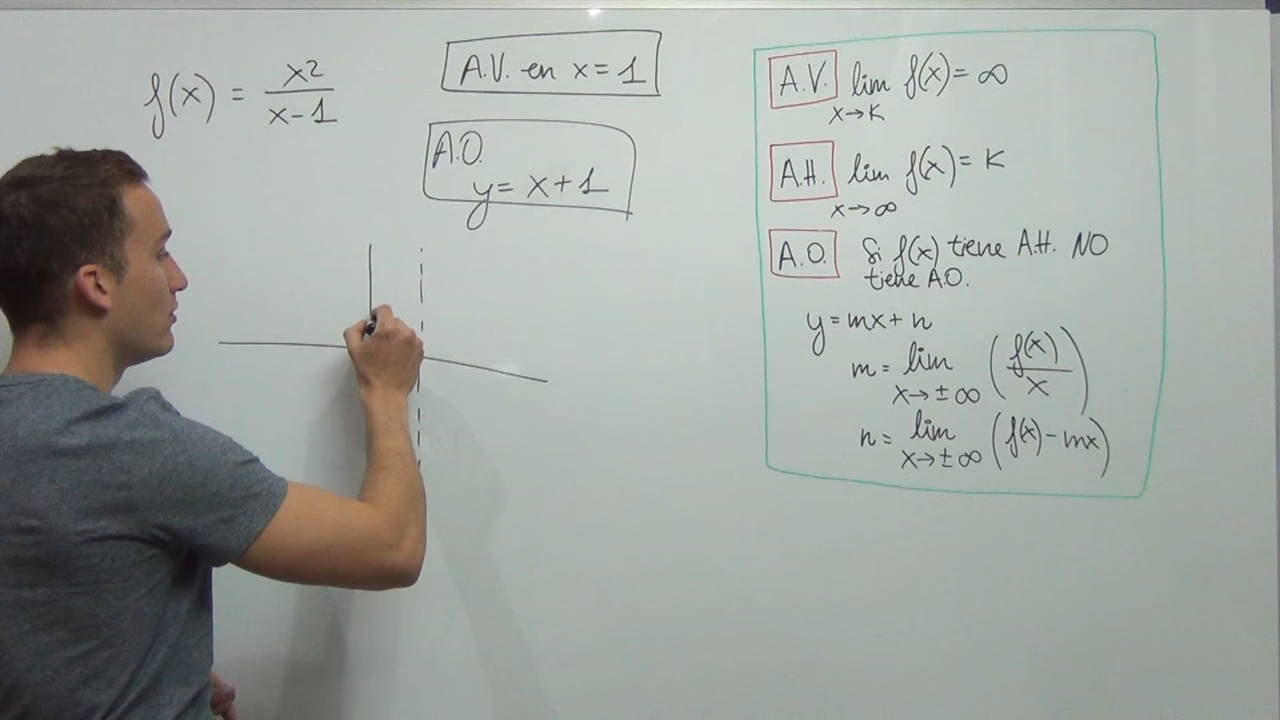 f(x) = x²/(x-1)
A.V. en x=1
A.O.
y= x+1
A.V. lim f(x)= ∞
x→K
A.H. lim f(x)= K
x→∞
A.O. Si f(x) tiene A.H. NO
tiene A.O.
y=mx+n
m= lim (f(x)/x)
x→±∞
n= lim (f(x)-mx)
x→±∞